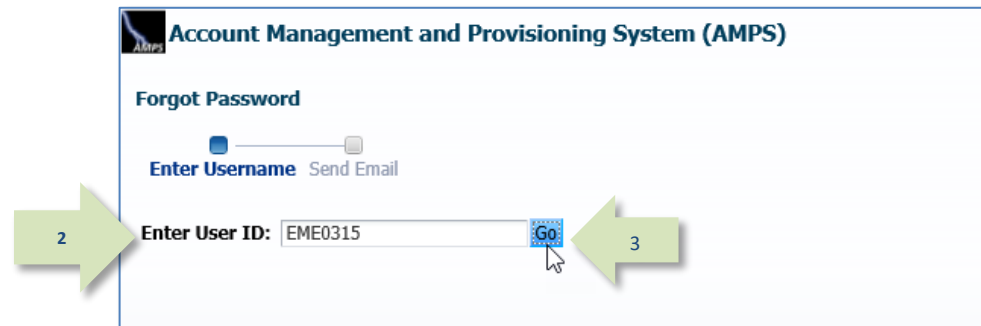 AMPS
Account Management and Provisioning System (AMPS)
Forgot Password
Enter Username Send Email
2
Enter User ID: EME0315 Go
3